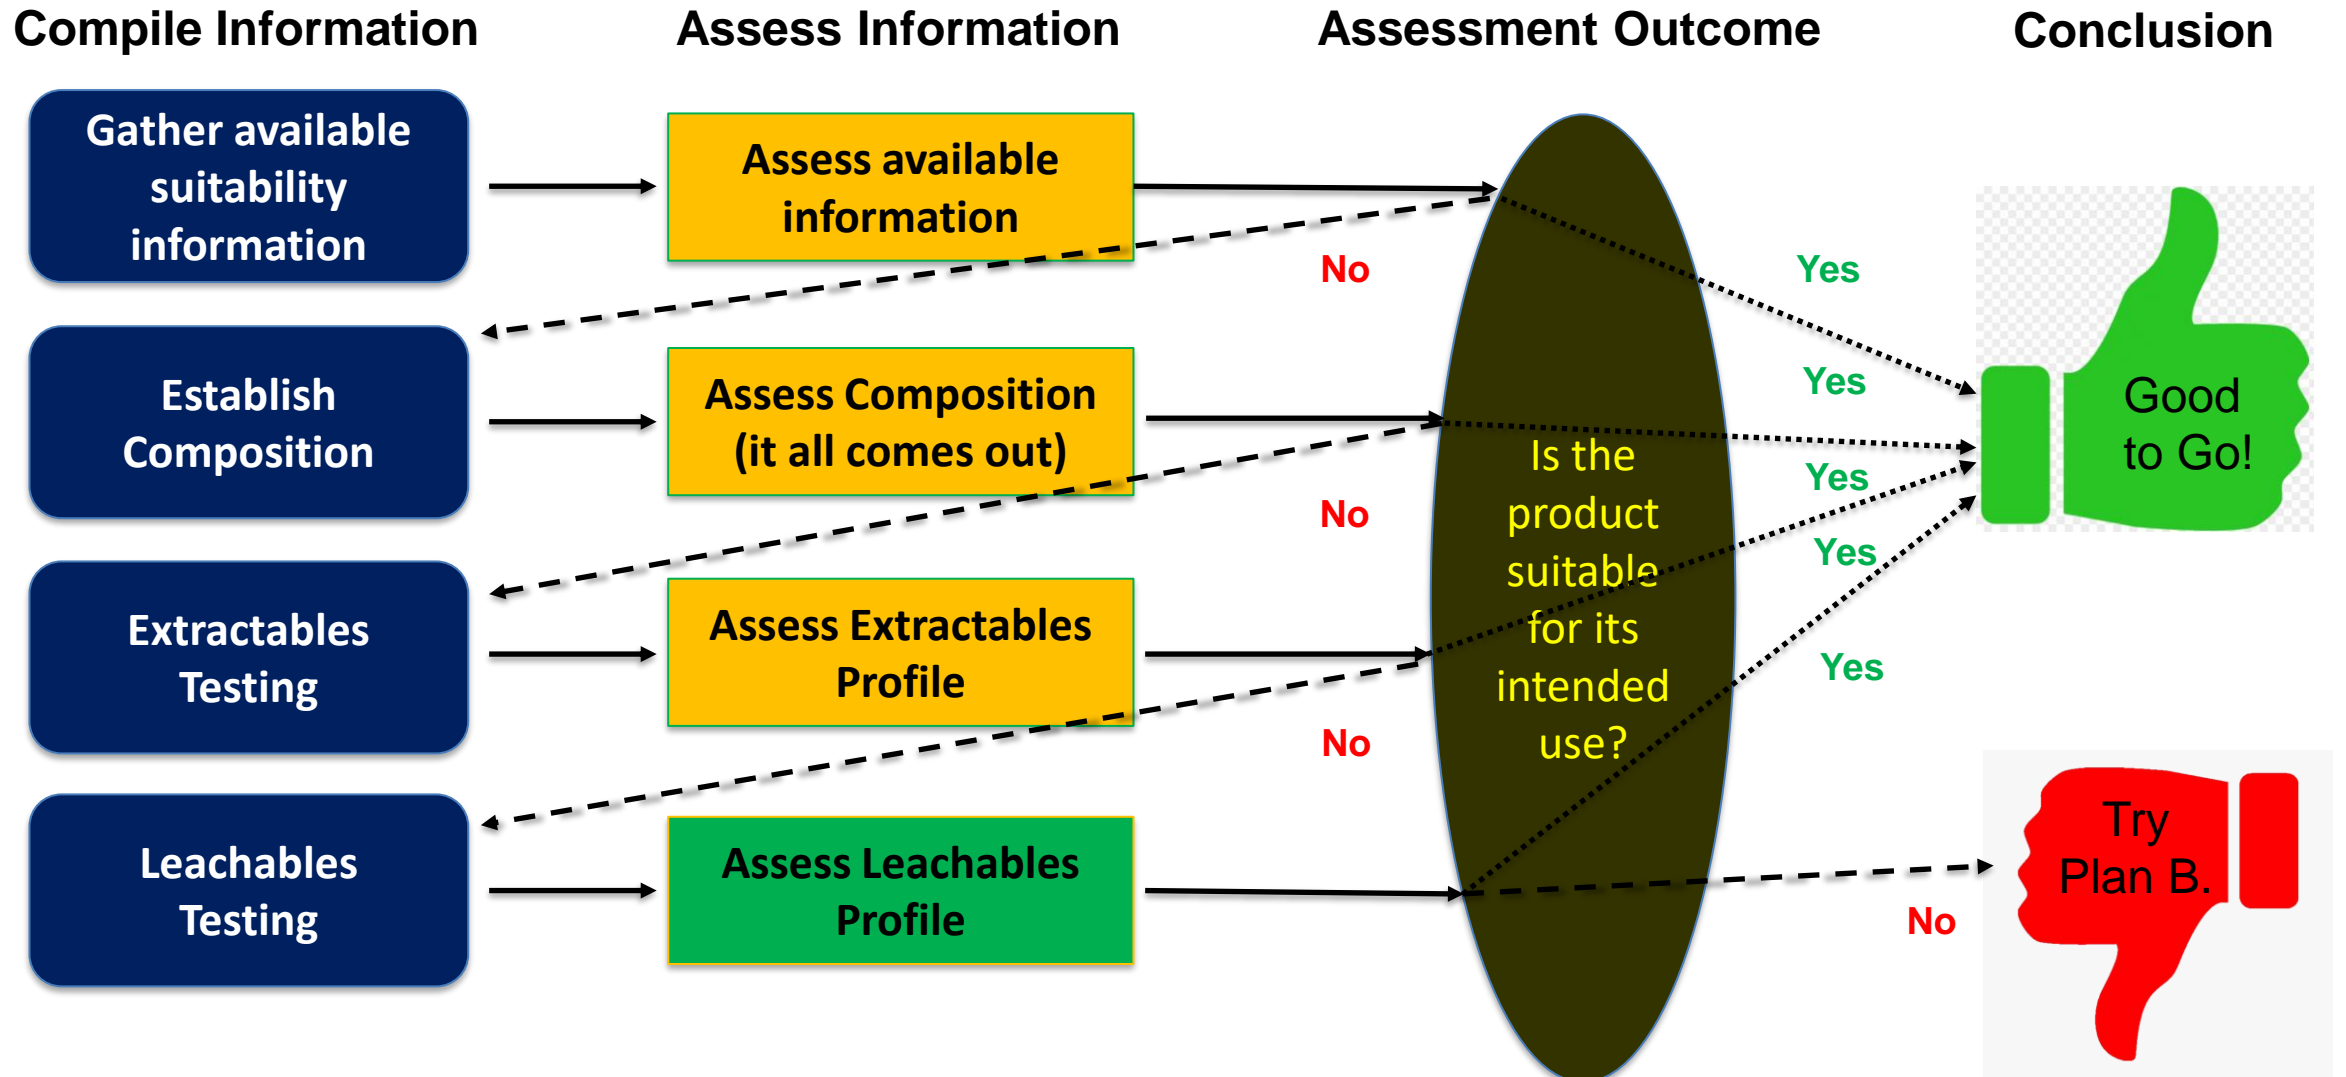 Compile Information
Assess Information
Assessment Outcome
Conclusion
Gather available
suitability
information
Assess available
information
No
Yes
Establish
Composition
Assess Composition
(it all comes out)
No
Yes
Extractables
Testing
Assess Extractables
Profile
No
Yes
Yes
Leachables
Testing
Assess Leachables
Profile
Yes
No
Is the
product
suitable
for its
intended
use?
Good
to Go!
Try
Plan B.